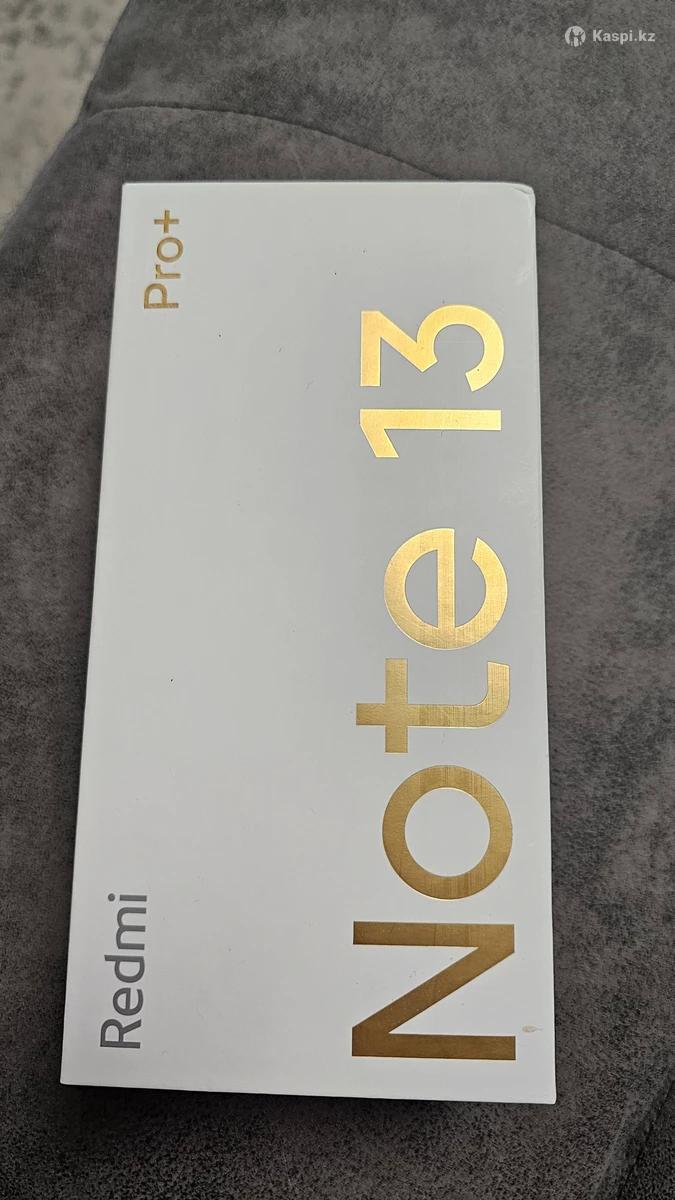 Kaspi.kz
Redmi
Pro+
Note 13